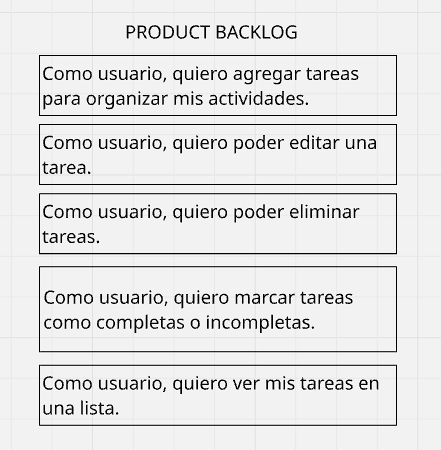 PRODUCT BACKLOG
Como usuario, quiero agregar tareas
para organizar mis actividades.
Como usuario, quiero poder editar una
tarea.
Como usuario, quiero poder eliminar
tareas.
Como usuario, quiero marcar tareas
como completas o incompletas.
Como usuario, quiero ver mis tareas en
una lista.